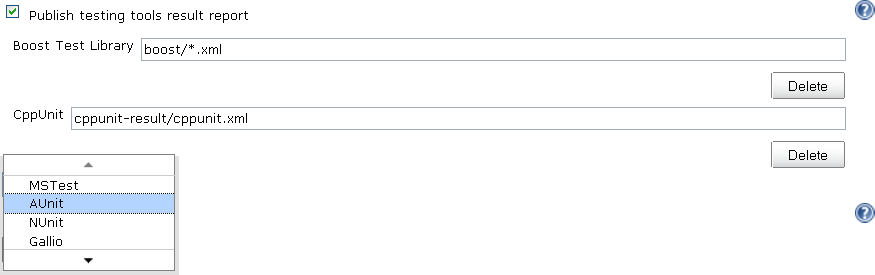 Publish testing tools result report
Boost Test Library boost/*.xml
Delete
CppUnit cppunit-result/cppunit.xml
Delete
MSTest
AUnit
NUnit
Gallio